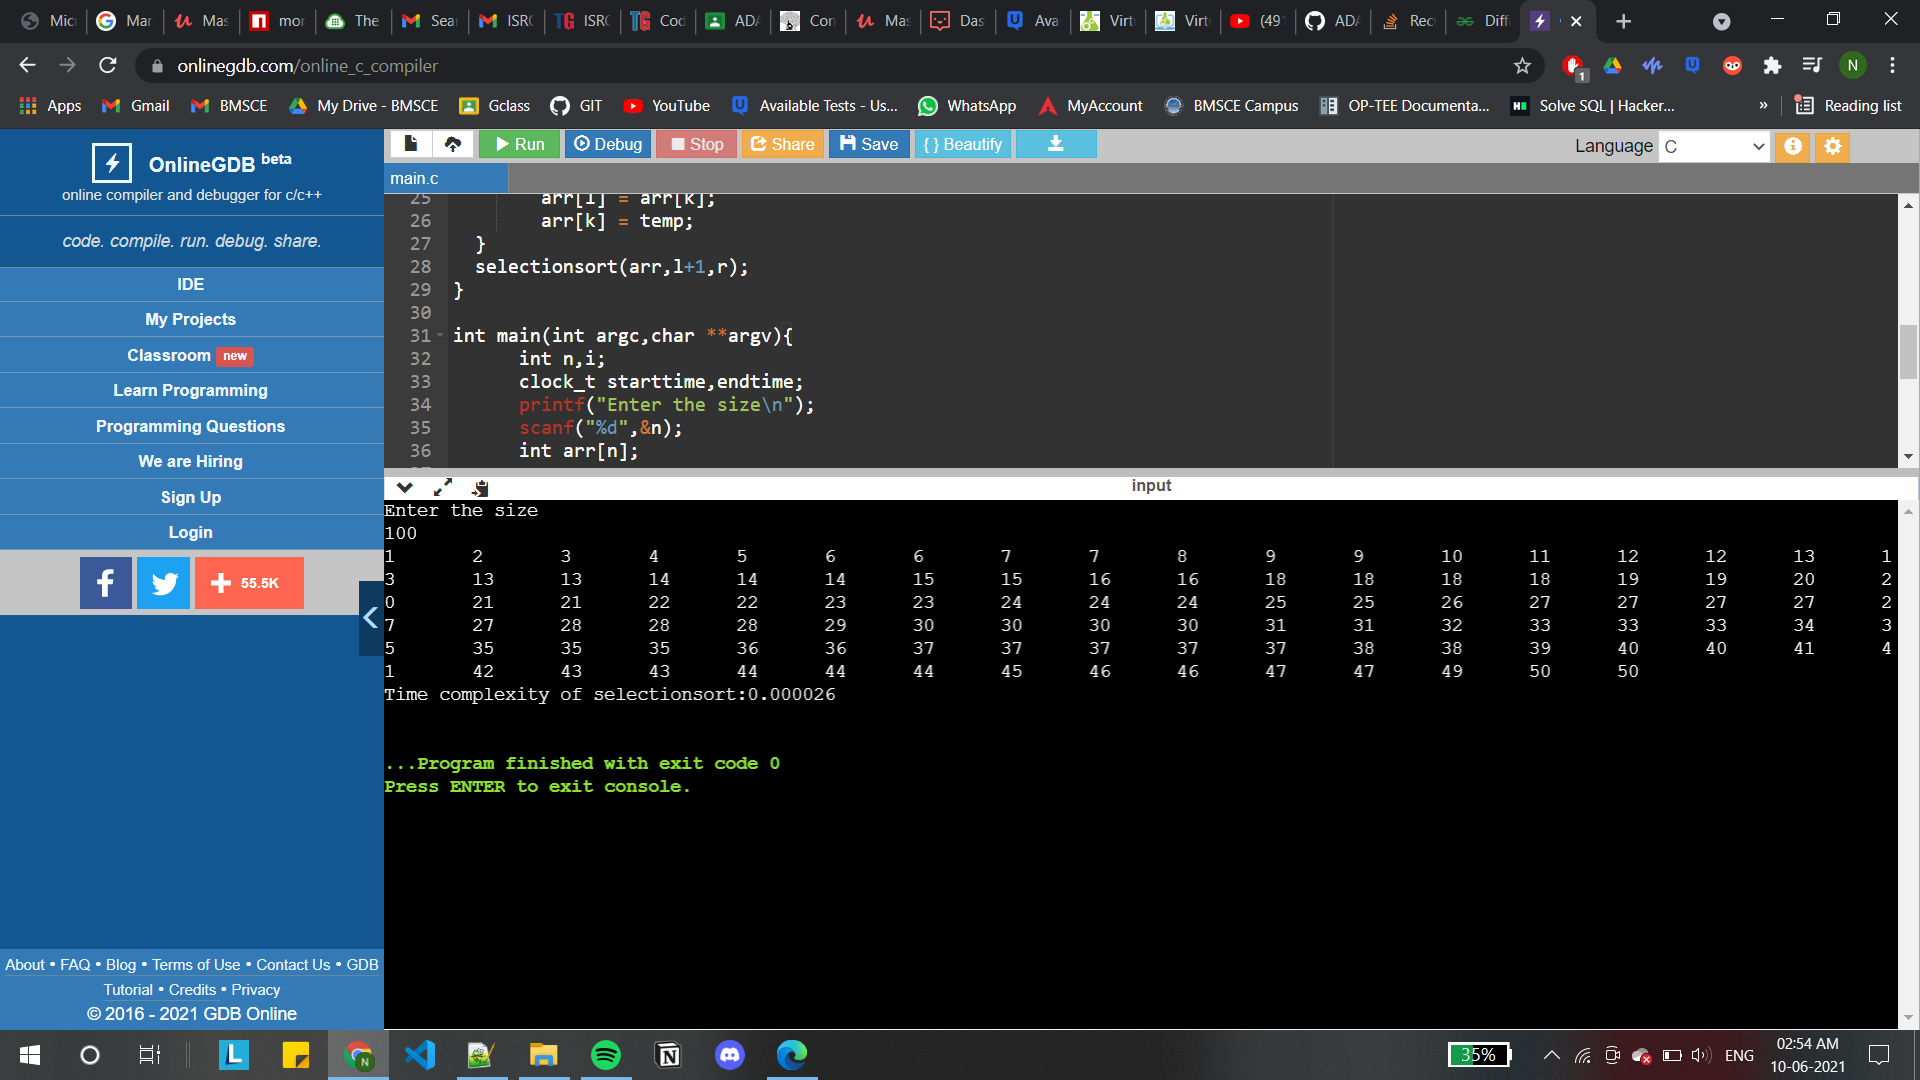 Mic Mar Mas mor The Sear ISRC ISRC Cod ADA Con Mas Das Ava Virt Virt (49 ADA Rec Diff
onlinegdb.com/online_c_compiler 1 N
Apps Gmail BMSCE My Drive - BMSCE Gclass GIT YouTube Available Tests - Us... WhatsApp MyAccount BMSCE Campus OP-TEE Documenta... Solve SQL | Hacker... » Reading list
OnlineGDB beta
online compiler and debugger for c/c++
code. compile. run. debug. share.
IDE
My Projects
Classroom new
Learn Programming
Programming Questions
We are Hiring
Sign Up
Login
55.5K
About • FAQ • Blog • Terms of Use • Contact Us • GDB
Tutorial • Credits • Privacy
© 2016 - 2021 GDB Online
Run Debug Stop Share Save { } Beautify Language C
main.c
25 arr[l] = arr[k];
26 arr[k] = temp;
27 }
28 selectionsort(arr,l+1,r);
29 }
30
31 int main(int argc,char **argv){
32 int n,i;
33 clock_t starttime,endtime;
34 printf("Enter the size\n");
35 scanf("%d",&n);
36 int arr[n];
input
Enter the size
100
1 2 3 4 5 6 6 7 7 8 9 9 10 11 12 12 13 1
3 13 13 14 14 14 15 15 16 16 18 18 18 18 19 19 20 2
0 21 21 22 22 23 23 24 24 24 25 25 26 27 27 27 27 2
7 27 28 28 28 29 30 30 30 30 31 31 32 33 33 33 34 3
5 35 35 35 36 36 37 37 37 37 37 38 38 39 40 40 41 4
1 42 43 43 44 44 44 45 46 46 47 47 49 50 50
Time complexity of selectionsort:0.000026
...Program finished with exit code 0
Press ENTER to exit console.
35% ENG 02:54 AM
10-06-2021